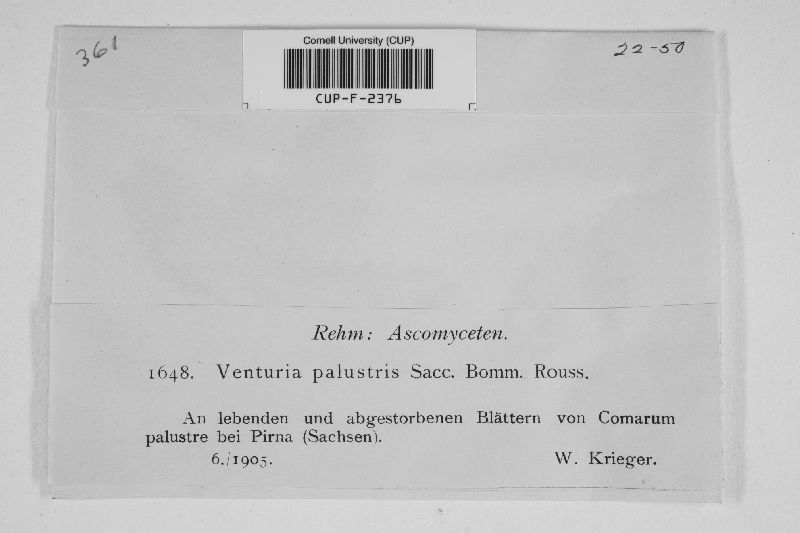 361
Cornell University (CUP)
22-50
CUP-F-2376
Rehm: Ascomyceten.
1648. Venturia palustris Sacc. Bomm. Rouss.
An lebenden und abgestorbenen Blättern von Comarum
palustre bei Pirna (Sachsen).
6./1905.
W. Krieger.